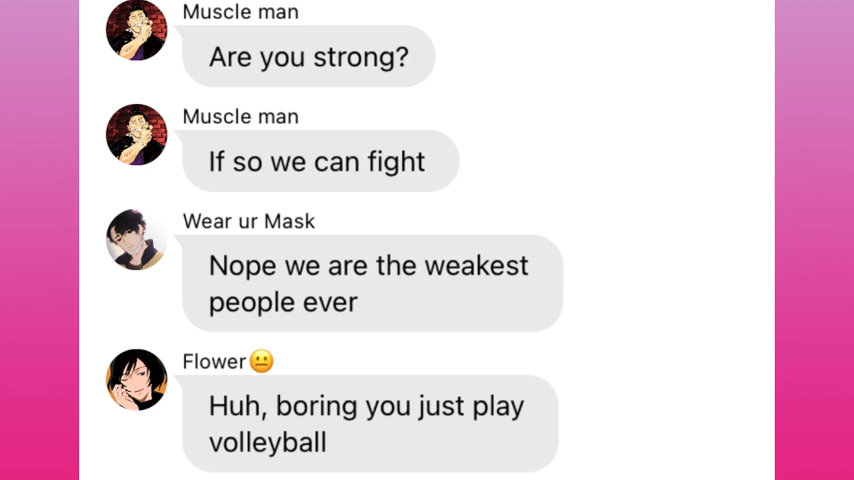 Muscle man
Are you strong?
Muscle man
If so we can fight
Wear ur Mask
Nope we are the weakest
people ever
Flower😐
Huh, boring you just play
volleyball